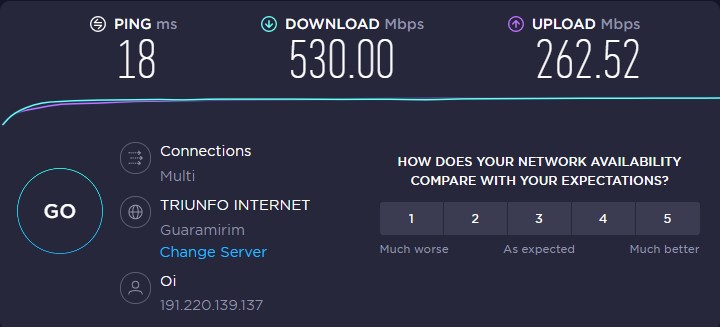 PING ms
DOWNLOAD Mbps
UPLOAD Mbps
18
530.00
262.52
GO
Connections
Multi
TRIUNFO INTERNET
Guaramirim
Change Server
Oi
191.220.139.137
HOW DOES YOUR NETWORK AVAILABILITY
COMPARE WITH YOUR EXPECTATIONS?
1 2 3 4 5
Much worse As expected Much better